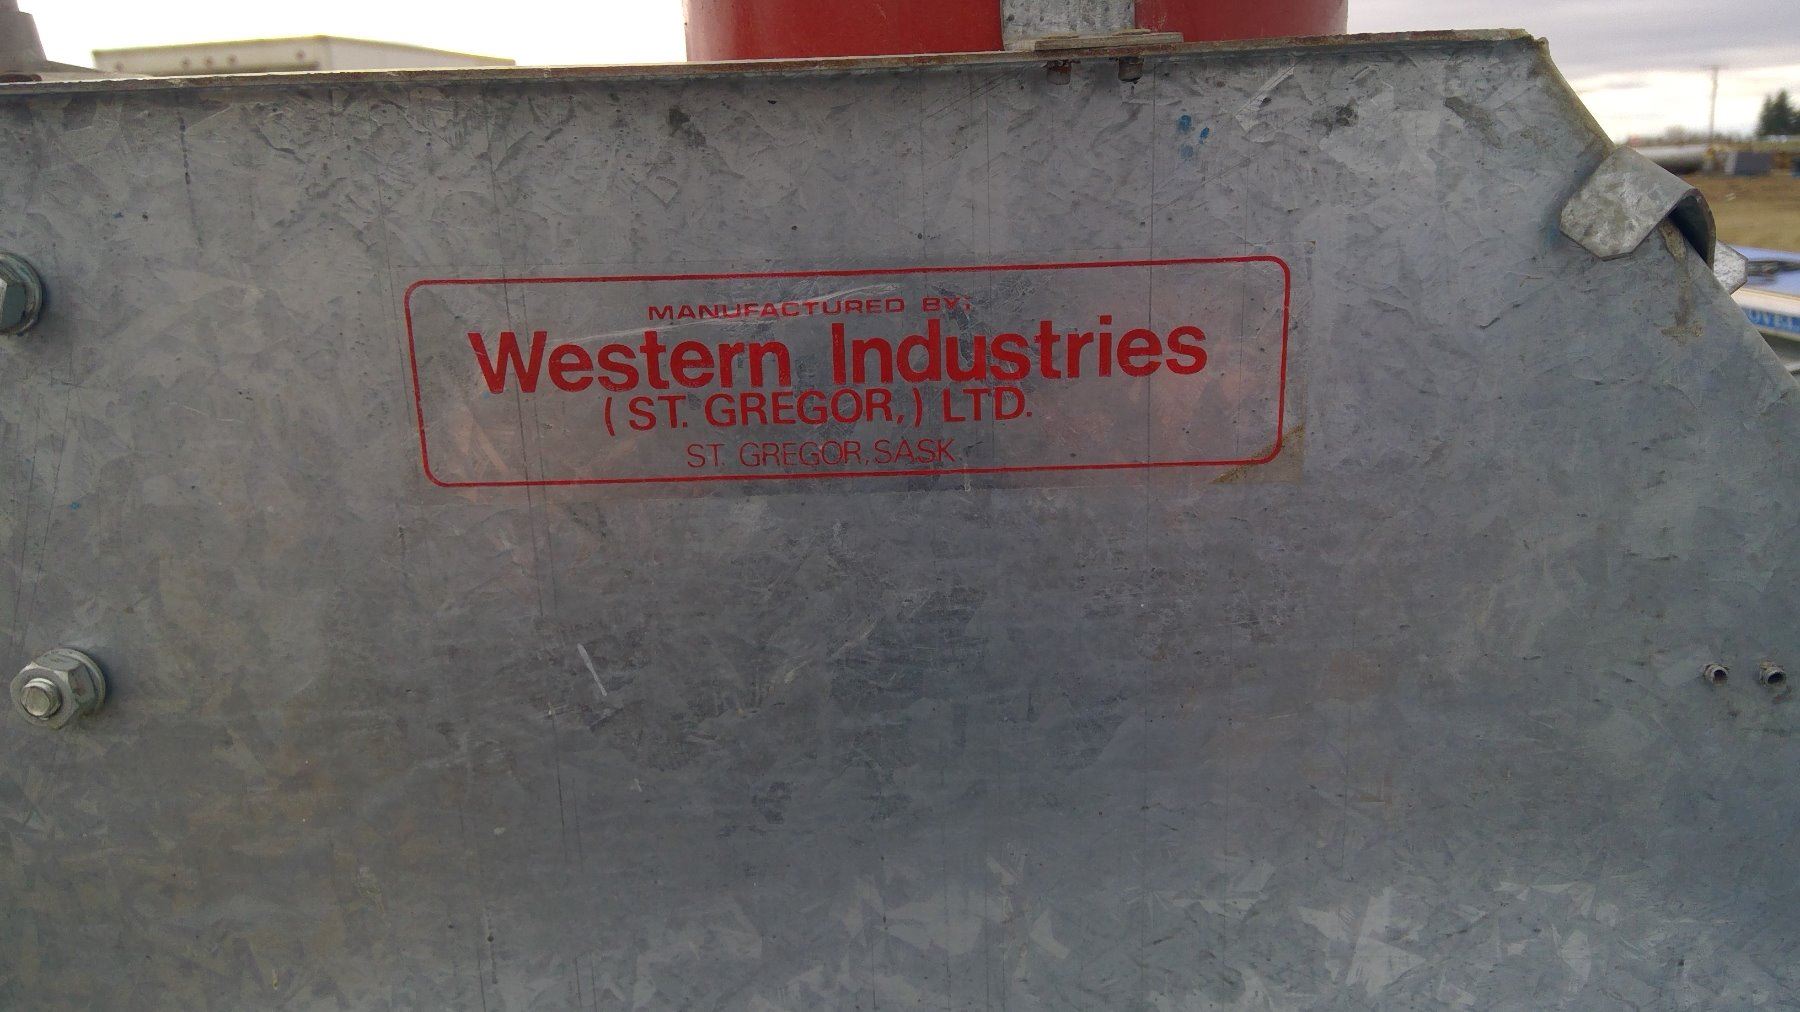 MANUFACTURED BY:
Western Industries
(ST. GREGOR,) LTD.
ST. GREGOR, SASK